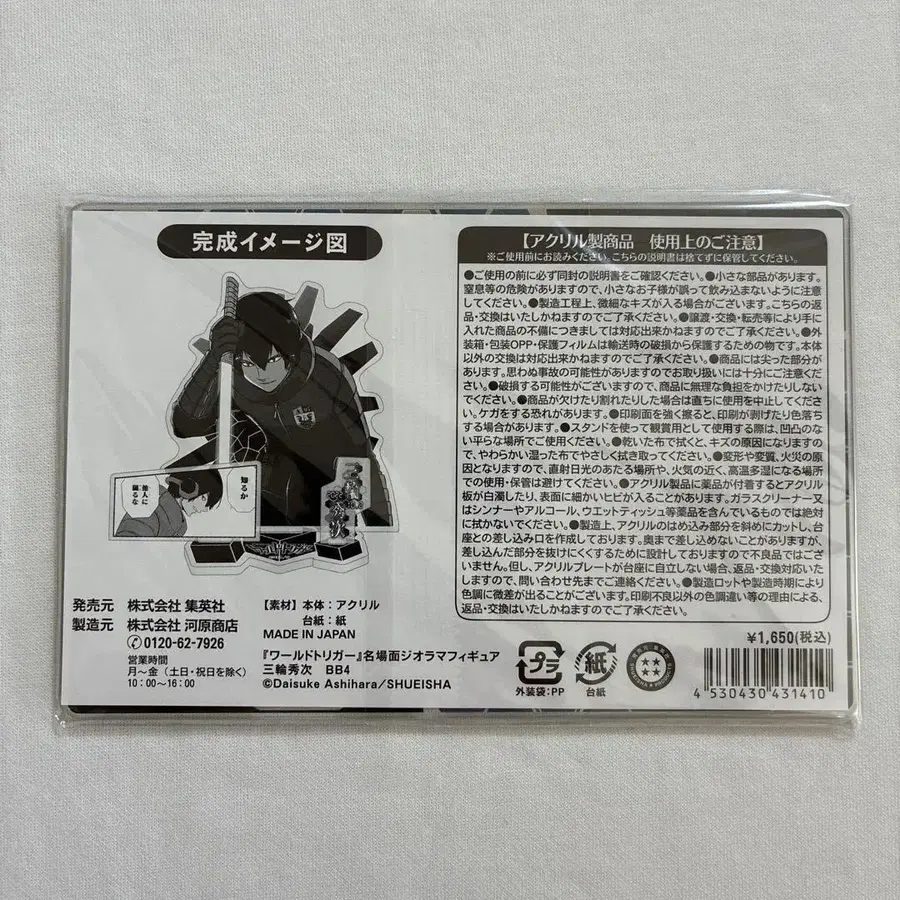 完成イメージ図
知るか
他人に
頼るな
三輪秀次
発売元 株式会社 集英社
製造元 株式会社 河原商店
0120-62-7926
営業時間
月～金（土日・祝日を除く）
10：00～16：00
【素材】本体：アクリル
台紙：紙
MADE IN JAPAN
『ワールドトリガー』名場面ジオラマフィギュア
三輪秀次 BB4
©Daisuke Ashihara/SHUEISHA
【アクリル製商品 使用上のご注意】
※ご使用前にお読みください。こちらの説明書は捨てずに保管してください。
●ご使用の前に必ず同封の説明書をご確認ください。●小さな部品があります。
窒息等の危険がありますので、小さなお子様が誤って飲み込まないように注意
してください。●製造工程上、微細なキズが入る場合がございます。こちらの返
品・交換はいたしかねますのでご了承ください。●譲渡・交換・転売等により手に
入れた商品の不備につきましては対応出来かねますのでご了承ください。●外
装箱・包装OPP・保護フィルムは輸送時の破損から保護するための物です。本体
以外の交換は対応出来かねますのでご了承ください。●商品には尖った部分が
あります。思わぬ事故の可能性がありますのでお取り扱いには十分にご注意くださ
い。●破損する可能性がございますので、商品に無理な負担をかけたりしない
でください。●商品が欠けたり割れたりした場合は直ちに使用を中止してください。
ケガをする恐れがあります。●印刷面を強く擦ると、印刷が剥げたり色落ち
する場合があります。●スタンドを使って観賞用として使用する際は、凹凸のな
い平らな場所でご使用ください。●乾いた布で拭くと、キズの原因になりますの
で、やわらかい湿った布でやさしく拭き取ってください。●変形や変質、火災の原
因となりますので、直射日光のあたる場所や、火気の近く、高温多湿になる場所
での使用・保管は避けてください。●アクリル製品に薬品が付着するとアクリル
板が白濁したり、表面に細かいヒビが入ることがあります。ガラスクリーナー又
はシンナーやアルコール、ウエットティッシュ等薬品を含んでいるものでは絶対
に拭かないでください。●製造上、アクリルのはめ込み部分を斜めにカットし、台
座との差し込み口を作成しております。奥まで差し込めないことがありますが、
差し込んだ部分を抜けにくくするために設計しておりますので不良品ではござ
いません。但し、アクリルプレートが台座に自立しない場合、返品・交換対応いた
しますので、問い合わせ先までご連絡ください。●製造ロットや製造時期により
色調に微差が出ることがございます。印刷不良以外の色調違い等の理由による、
返品・交換はいたしかねますのでご了承ください。
¥1,650(税込)
プラ
外装袋：PP
紙
台紙
4 530430 431410